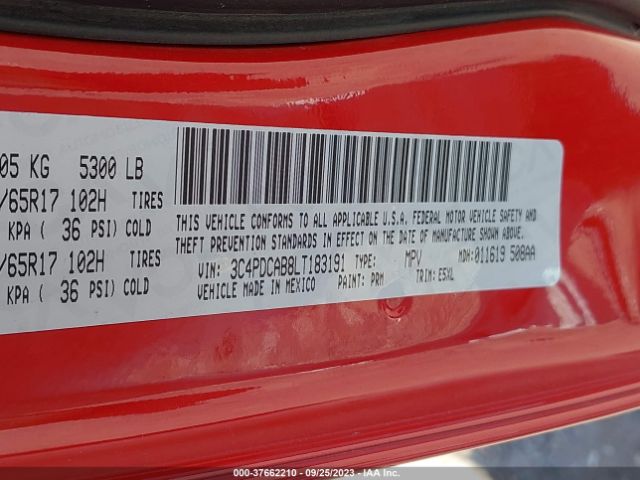 05 KG 5300 LB
/65R17 102H TIRES
KPA ( 36 PSI) COLD
/65R17 102H TIRES
KPA ( 36 PSI) COLD
THIS VEHICLE CONFORMS TO ALL APPLICABLE U.S.A. FEDERAL MOTOR VEHICLE SAFETY AND
THEFT PREVENTION STANDARDS IN EFFECT ON THE DATE OF MANUFACTURE SHOWN ABOVE.
VIN: 3C4PDCAB8LT183191 TYPE: MPV MDH: 011619 508AA
VEHICLE MADE IN MEXICO PAINT: PRM TRIM: E5XL
000-37662210 - 09/25/2023 - IAA Inc.